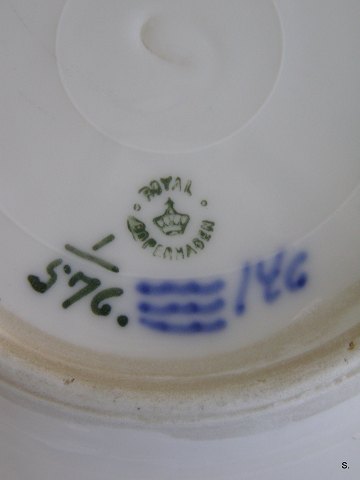 ROYAL
COPENHAGEN
1
576.
146
S.